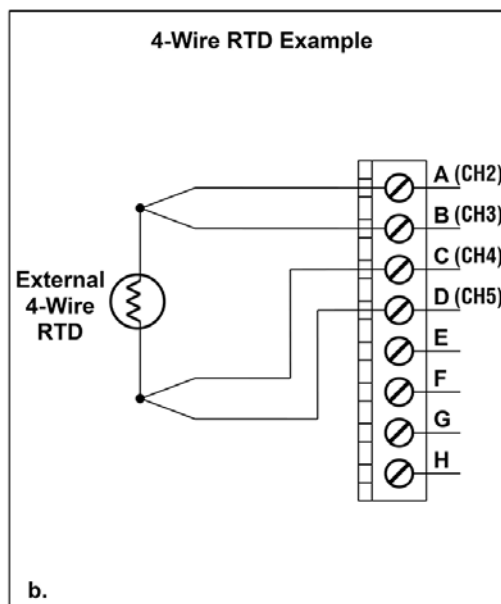 4-Wire RTD Example
A (CH2)
B (CH3)
C (CH4)
D (CH5)
E
F
G
H
External
4-Wire
RTD
b.